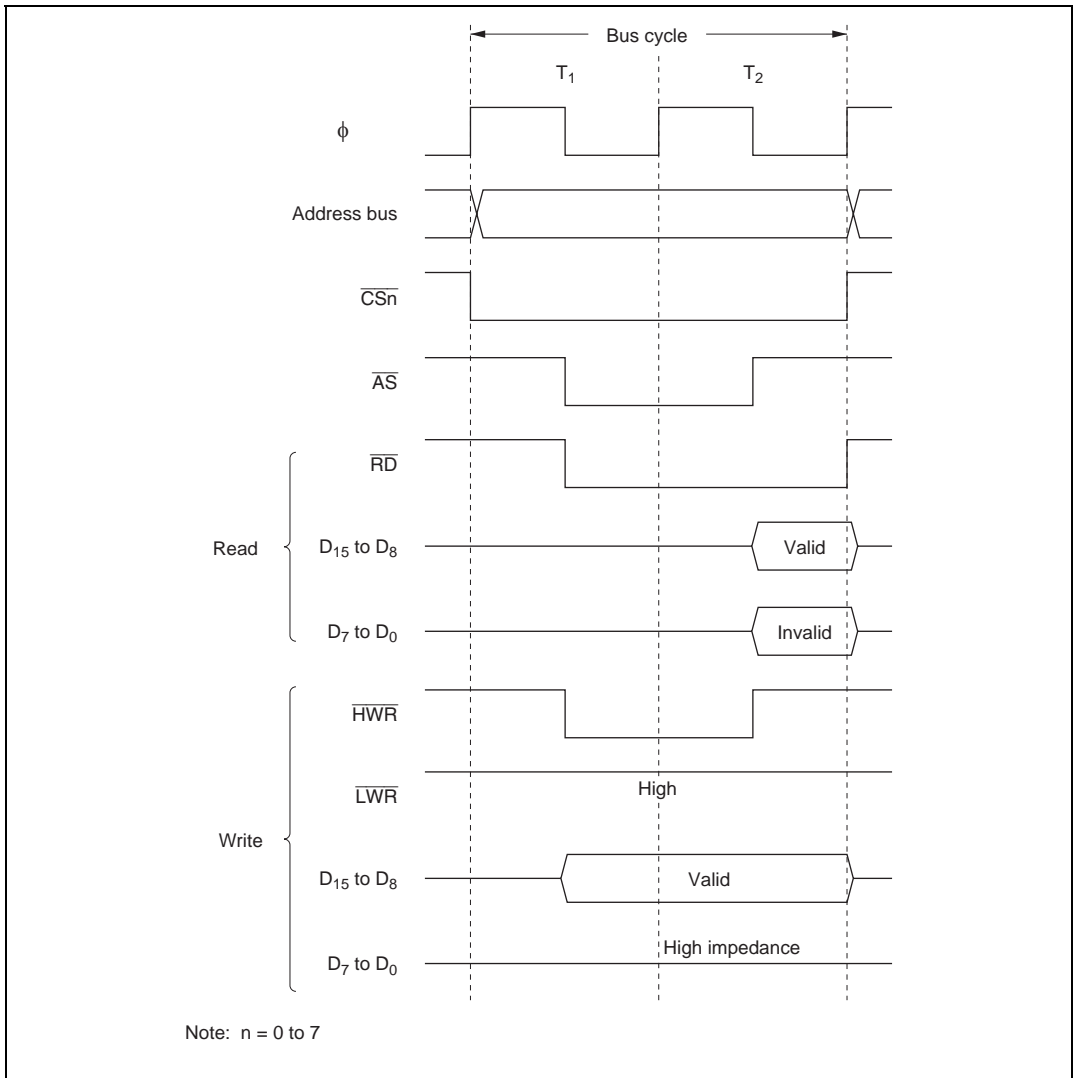 Bus cycle
T1 T2
ϕ
Address bus
CSn
AS
RD
Read
D15 to D8 Valid
D7 to D0 Invalid
HWR
LWR High
Write
D15 to D8 Valid
D7 to D0 High impedance
Note: n = 0 to 7